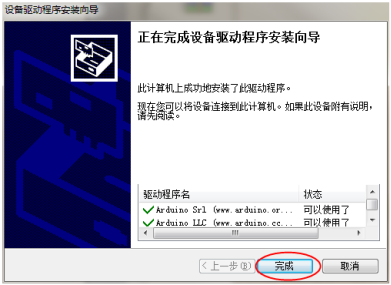 设备驱动程序安装向导
正在完成设备驱动程序安装向导
此计算机上成功地安装了此驱动程序。
现在您可以将设备连接到此计算机。如果此设备附有说明,
请先阅读。
驱动程序名 状态
Arduino Srl (www.arduino.or... 可以使用了
Arduino LLC (www.arduino.cc... 可以使用了
<上一步(B) 完成 取消